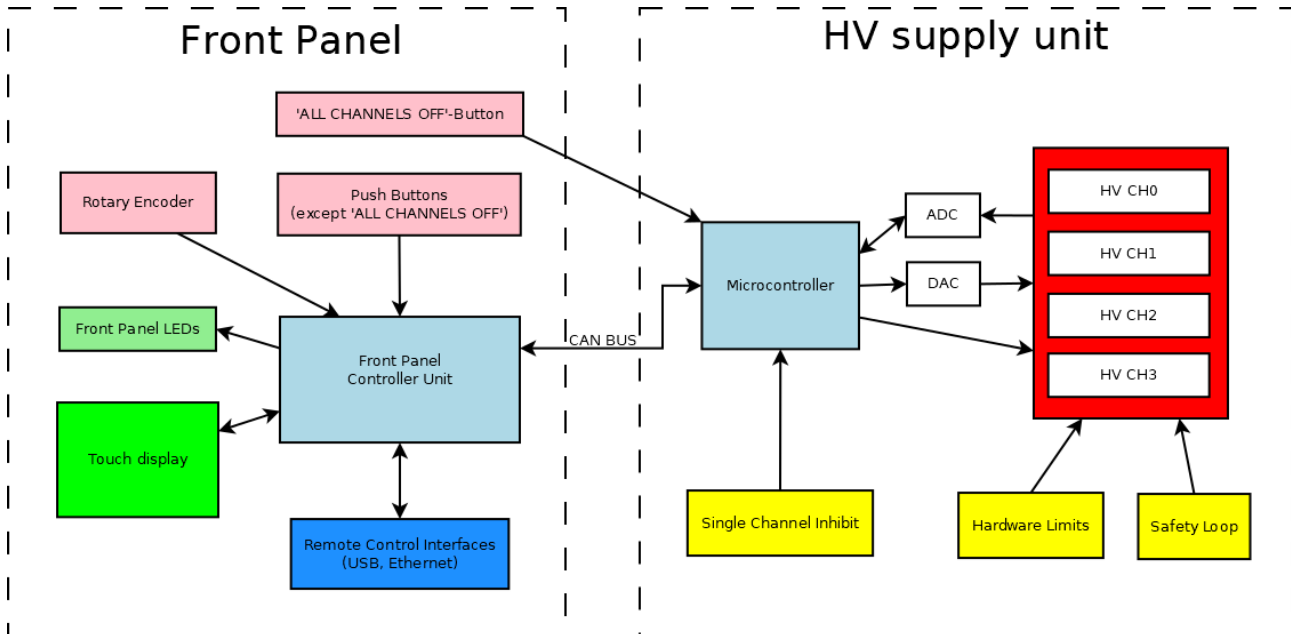 Front Panel
HV supply unit
'ALL CHANNELS OFF'-Button
Rotary Encoder
Push Buttons
(except 'ALL CHANNELS OFF')
HV CH0
ADC
HV CH1
Microcontroller
DAC
HV CH2
Front Panel LEDs
CAN BUS
Front Panel
Controller Unit
HV CH3
Touch display
Single Channel Inhibit
Hardware Limits
Safety Loop
Remote Control Interfaces
(USB, Ethernet)